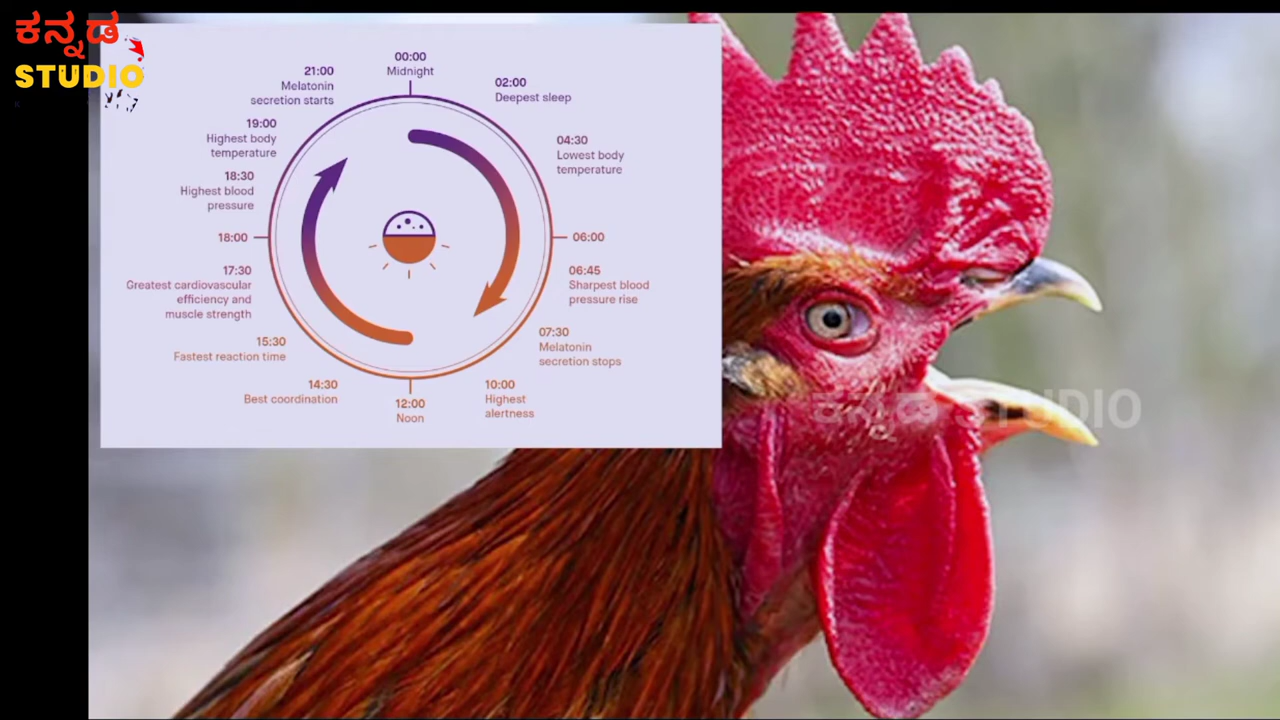 ಕನ್ನಡ
STUDIO
00:00
Midnight
02:00
Deepest sleep
04:30
Lowest body
temperature
06:00
06:45
Sharpest blood
pressure rise
07:30
Melatonin
secretion stops
10:00
Highest
alertness
12:00
Noon
14:30
Best coordination
15:30
Fastest reaction time
17:30
Greatest cardiovascular
efficiency and
muscle strength
18:00
18:30
Highest blood
pressure
19:00
Highest body
temperature
21:00
Melatonin
secretion starts
ಕನ್ನಡ STUDIO